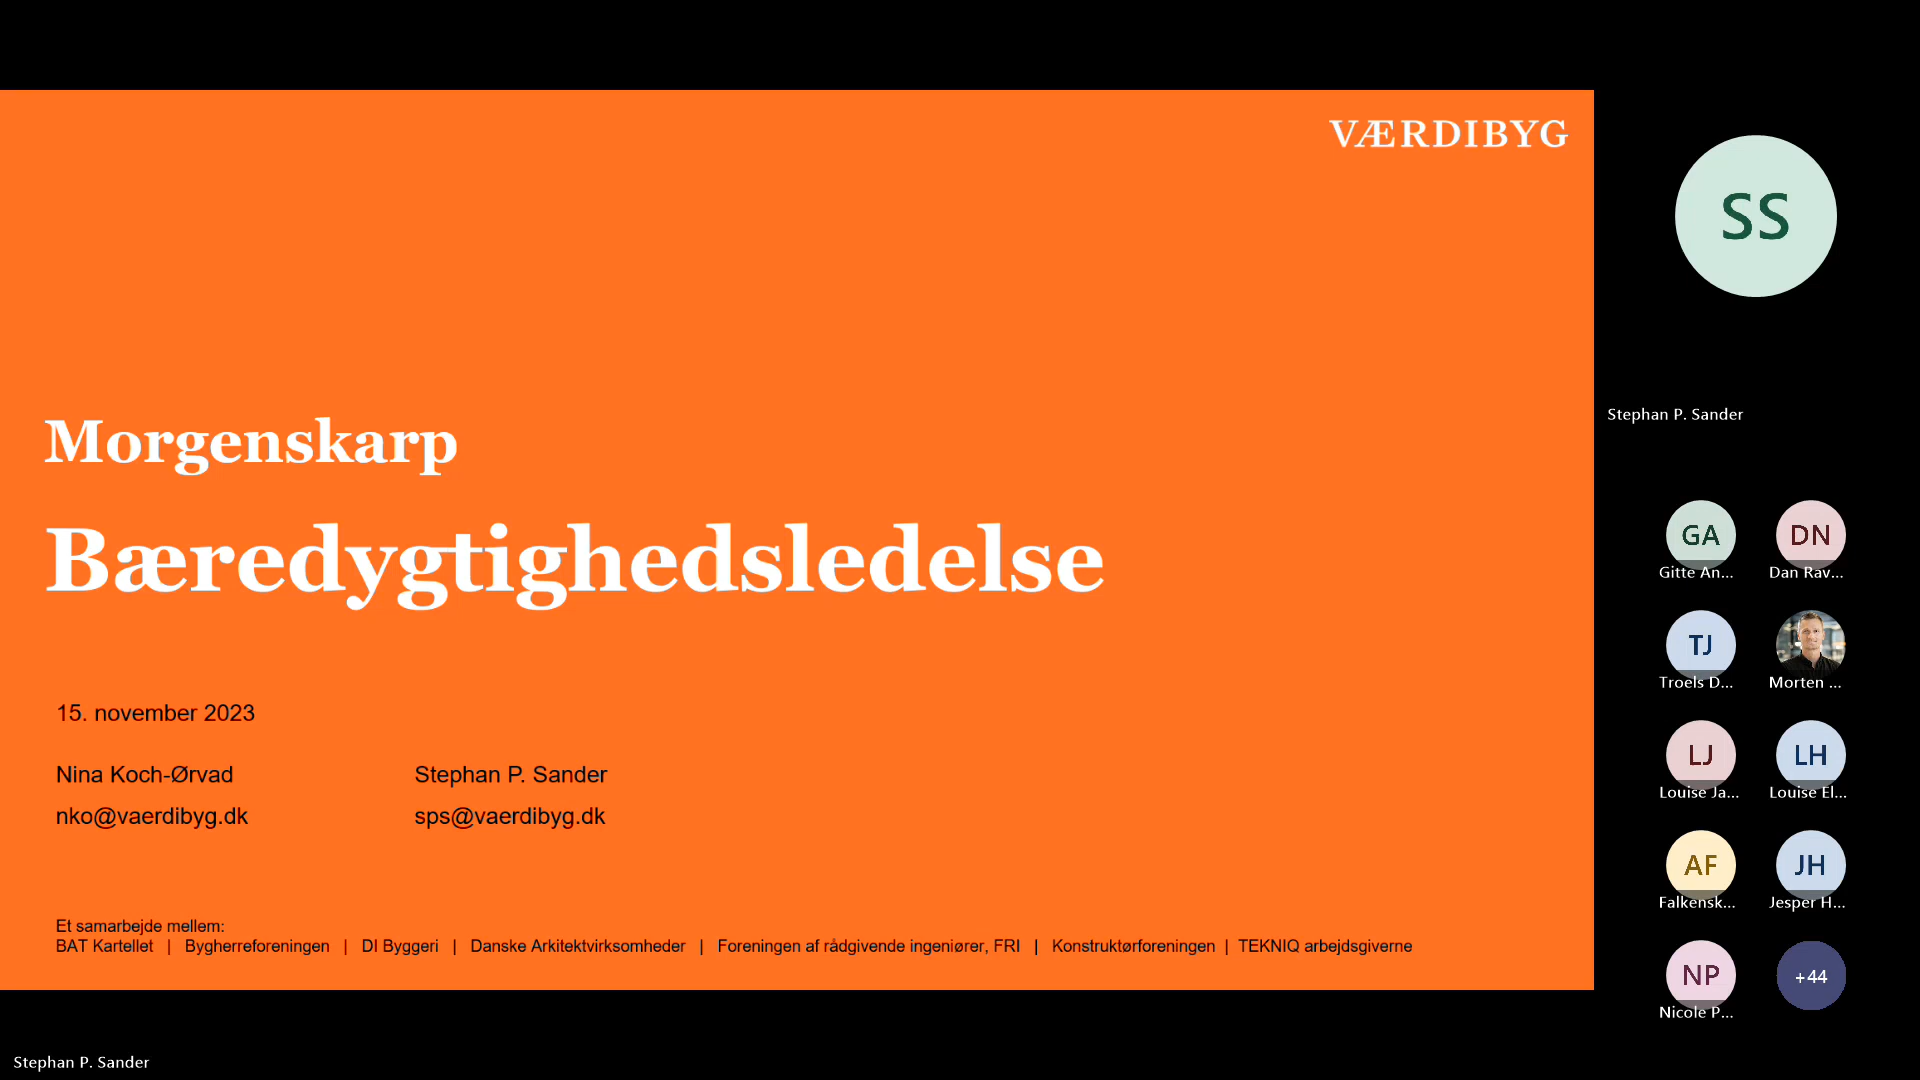 VÆRDIBYG
Morgenskarp
Bæredygtighedsledelse
15. november 2023
Nina Koch-Ørvad
nko@vaerdibyg.dk
Stephan P. Sander
sps@vaerdibyg.dk
Et samarbejde mellem:
BAT Kartellet | Bygherreforeningen | DI Byggeri | Danske Arkitektvirksomheder | Foreningen af rådgivende ingeniører, FRI | Konstruktørforeningen | TEKNIQ arbejdsgiverne
SS
Stephan P. Sander
GA
Gitte An...
DN
Dan Rav...
TJ
Troels D...
Morten ...
LJ
Louise Ja...
LH
Louise El...
AF
Falkensk...
JH
Jesper H...
NP
Nicole P...
+44
Stephan P. Sander